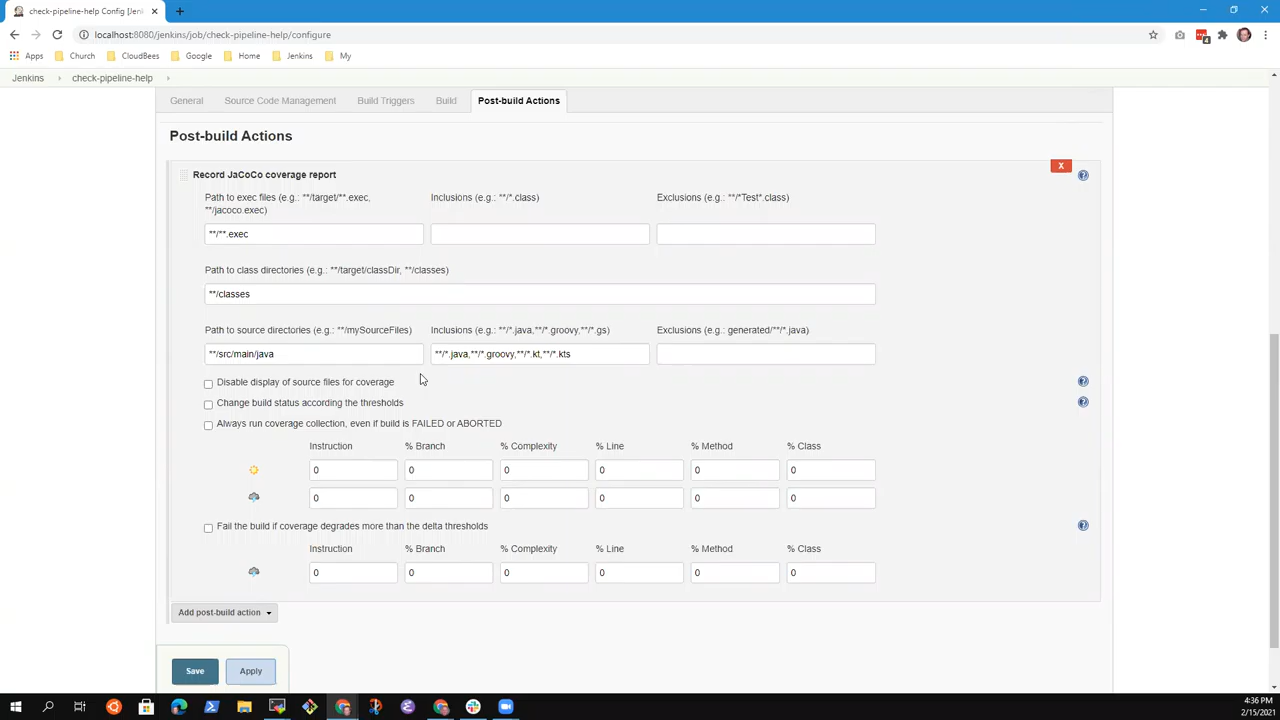 check-pipeline-help Config [Jen
localhost:8080/jenkins/job/check-pipeline-help/configure
4
Apps Church CloudBees Google Home Jenkins My
Jenkins check-pipeline-help
General Source Code Management Build Triggers Build Post-build Actions
Post-build Actions
Record JaCoCo coverage report
X
Path to exec files (e.g.: **/target/**.exec, Inclusions (e.g.: **/*.class) Exclusions (e.g.: **/*Test*.class)
**/jacoco.exec)
**/**.exec
Path to class directories (e.g.: **/target/classDir, **/classes)
**/classes
Path to source directories (e.g.: **/mySourceFiles) Inclusions (e.g.: **/*.java,**/*.groovy,**/*.gs) Exclusions (e.g.: generated/**/*.java)
**/src/main/java **/*.java,**/*.groovy,**/*.kt,**/*.kts
Disable display of source files for coverage
Change build status according the thresholds
Always run coverage collection, even if build is FAILED or ABORTED
Instruction % Branch % Complexity % Line % Method % Class
0 0 0 0 0 0
0 0 0 0 0 0
Fail the build if coverage degrades more than the delta thresholds
Instruction % Branch % Complexity % Line % Method % Class
0 0 0 0 0 0
Add post-build action
Save Apply
4:36 PM
2/15/2021